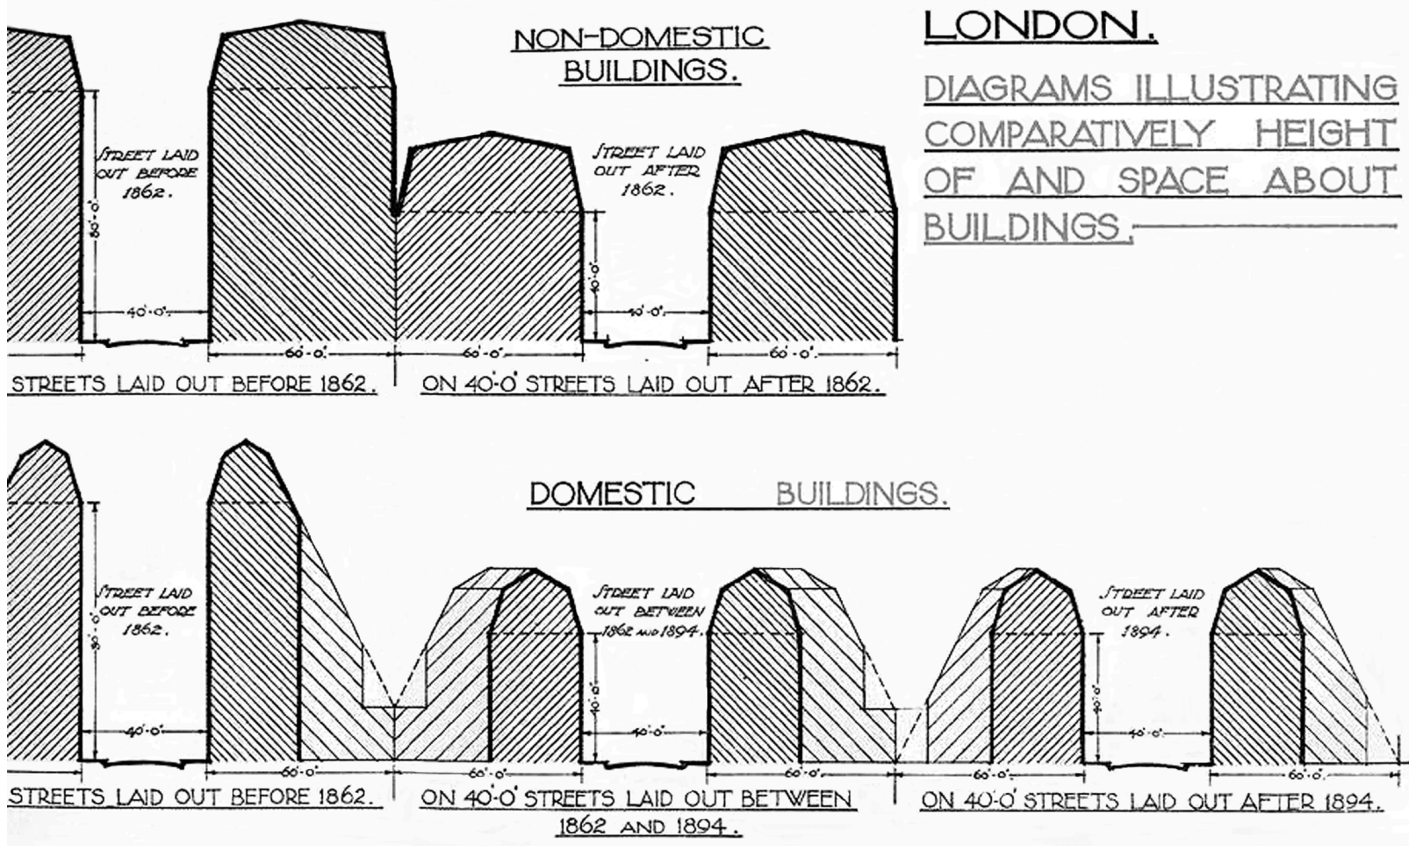 NON-DOMESTIC
BUILDINGS.
LONDON.
DIAGRAMS ILLUSTRATING
COMPARATIVELY HEIGHT
OF AND SPACE ABOUT
BUILDINGS.
STREET LAID
OUT BEFORE
1862.
80'-0"
40'-0"
60'-0"
STREET LAID
OUT AFTER
1862.
40'-0"
40'-0"
60'-0"
60'-0"
STREETS LAID OUT BEFORE 1862.
ON 40'-0" STREETS LAID OUT AFTER 1862.
DOMESTIC BUILDINGS.
STREET LAID
OUT BEFORE
1862.
80'-0"
40'-0"
60'-0"
STREET LAID
OUT BETWEEN
1862 AND 1894.
40'-0"
40'-0"
60'-0"
60'-0"
STREET LAID
OUT AFTER
1894.
40'-0"
40'-0"
60'-0"
60'-0"
STREETS LAID OUT BEFORE 1862.
ON 40'-0" STREETS LAID OUT BETWEEN
1862 AND 1894.
ON 40'-0" STREETS LAID OUT AFTER 1894.